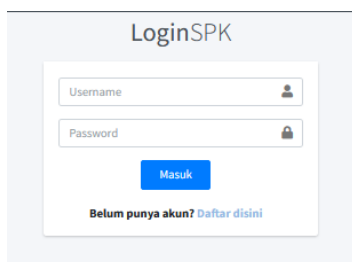 LoginSPK
Username
Password
Masuk
Belum punya akun? Daftar disini